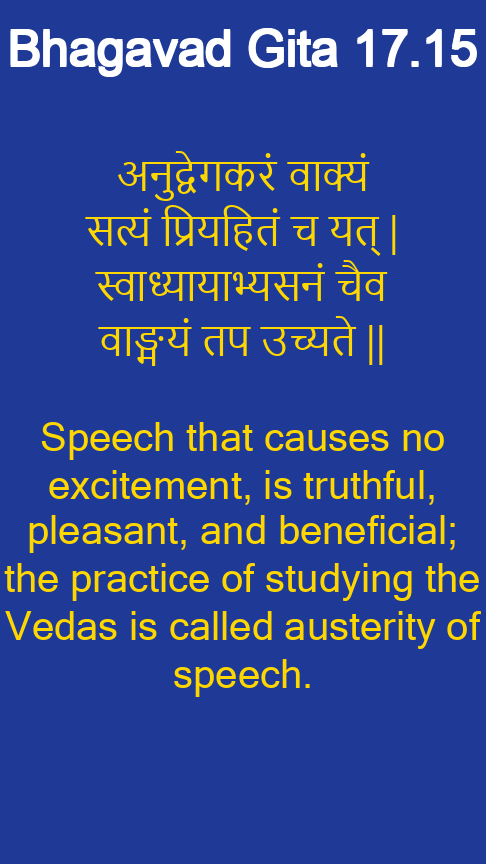 Bhagavad Gita 17.15
अनुद्वेगकरं वाक्यं
सत्यं प्रियहितं च यत् |
स्वाध्यायाभ्यसनं चैव
वाङ्मयं तप उच्यते ||
Speech that causes no
excitement, is truthful,
pleasant, and beneficial;
the practice of studying the
Vedas is called austerity of
speech.